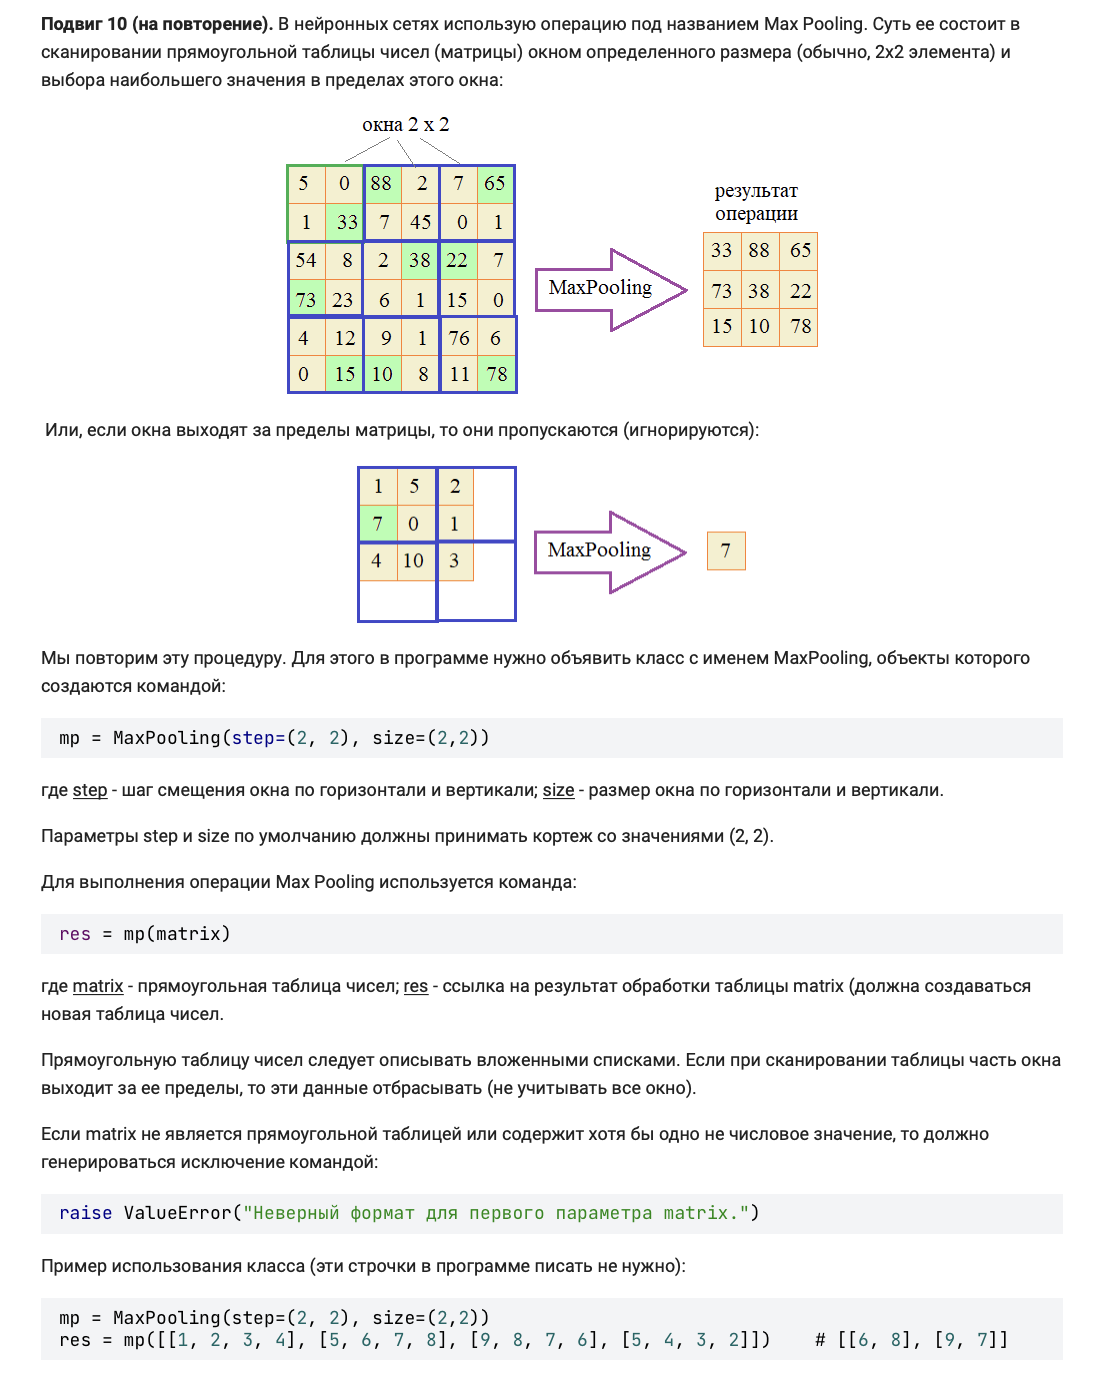 Подвиг 10 (на повторение). В нейронных сетях использую операцию под названием Max Pooling. Суть ее состоит в
сканировании прямоугольной таблицы чисел (матрицы) окном определенного размера (обычно, 2x2 элемента) и
выбора наибольшего значения в пределах этого окна:
окна 2 x 2
5 0 88 2 7 65
1 33 7 45 0 1
54 8 2 38 22 7
73 23 6 1 15 0
4 12 9 1 76 6
0 15 10 8 11 78
MaxPooling
результат
операции
33 88 65
73 38 22
15 10 78
Или, если окна выходят за пределы матрицы, то они пропускаются (игнорируются):
1 5 2
7 0 1
4 10 3
MaxPooling
7
Мы повторим эту процедуру. Для этого в программе нужно объявить класс с именем MaxPooling, объекты которого
создаются командой:
mp = MaxPooling(step=(2, 2), size=(2,2))
где step - шаг смещения окна по горизонтали и вертикали; size - размер окна по горизонтали и вертикали.
Параметры step и size по умолчанию должны принимать кортеж со значениями (2, 2).
Для выполнения операции Max Pooling используется команда:
res = mp(matrix)
где matrix - прямоугольная таблица чисел; res - ссылка на результат обработки таблицы matrix (должна создаваться
новая таблица чисел.
Прямоугольную таблицу чисел следует описывать вложенными списками. Если при сканировании таблицы часть окна
выходит за ее пределы, то эти данные отбрасывать (не учитывать все окно).
Если matrix не является прямоугольной таблицей или содержит хотя бы одно не числовое значение, то должно
генерироваться исключение командой:
raise ValueError("Неверный формат для первого параметра matrix.")
Пример использования класса (эти строчки в программе писать не нужно):
mp = MaxPooling(step=(2, 2), size=(2,2))
res = mp([[1, 2, 3, 4], [5, 6, 7, 8], [9, 8, 7, 6], [5, 4, 3, 2]])    # [[6, 8], [9, 7]]